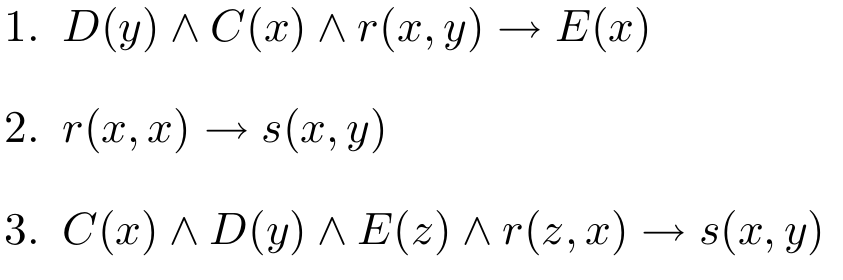 1. D(y) ∧ C(x) ∧ r(x, y) → E(x)
2. r(x, x) → s(x, y)
3. C(x) ∧ D(y) ∧ E(z) ∧ r(z, x) → s(x, y)